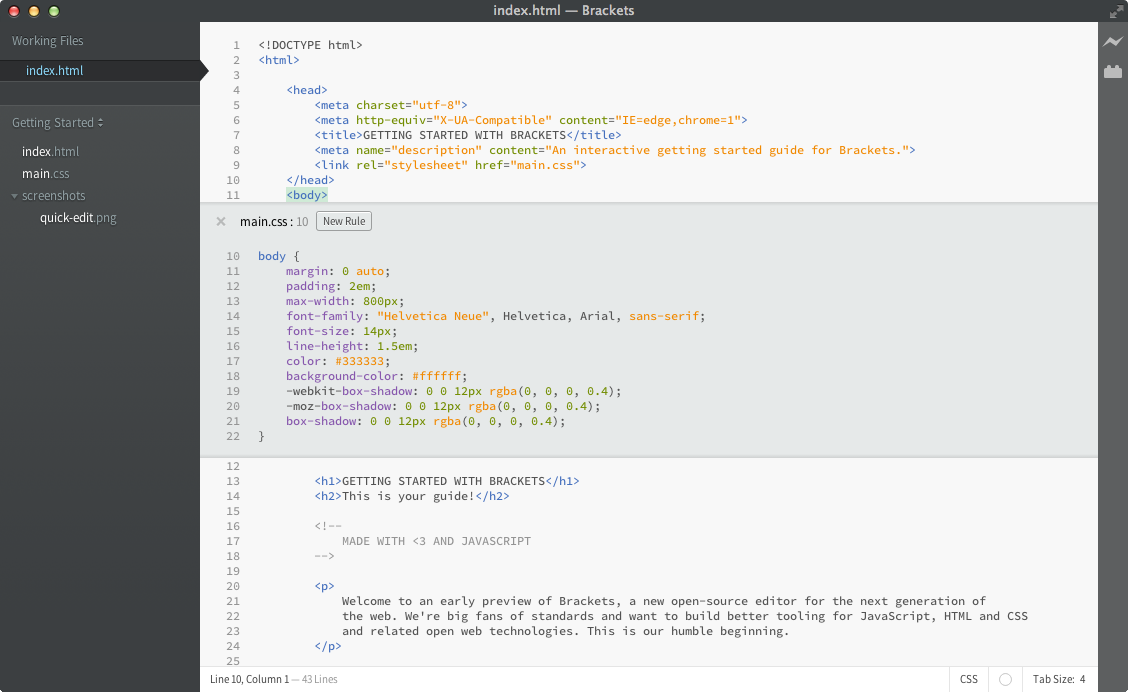 index.html — Brackets
Working Files
index.html
Getting Started
index.html
main.css
screenshots
quick-edit.png
1 <!DOCTYPE html>
2 <html>
3
4     <head>
5         <meta charset="utf-8">
6         <meta http-equiv="X-UA-Compatible" content="IE=edge,chrome=1">
7         <title>GETTING STARTED WITH BRACKETS</title>
8         <meta name="description" content="An interactive getting started guide for Brackets.">
9         <link rel="stylesheet" href="main.css">
10     </head>
11     <body>
× main.css : 10 New Rule
10 body {
11     margin: 0 auto;
12     padding: 2em;
13     max-width: 800px;
14     font-family: "Helvetica Neue", Helvetica, Arial, sans-serif;
15     font-size: 14px;
16     line-height: 1.5em;
17     color: #333333;
18     background-color: #ffffff;
19     -webkit-box-shadow: 0 0 12px rgba(0, 0, 0, 0.4);
20     -moz-box-shadow: 0 0 12px rgba(0, 0, 0, 0.4);
21     box-shadow: 0 0 12px rgba(0, 0, 0, 0.4);
22 }
12
13         <h1>GETTING STARTED WITH BRACKETS</h1>
14         <h2>This is your guide!</h2>
15
16         <!--
17             MADE WITH <3 AND JAVASCRIPT
18         -->
19
20         <p>
21             Welcome to an early preview of Brackets, a new open-source editor for the next generation of
22             the web. We're big fans of standards and want to build better tooling for JavaScript, HTML and CSS
23             and related open web technologies. This is our humble beginning.
24         </p>
25
Line 10, Column 1 — 43 Lines CSS Tab Size: 4